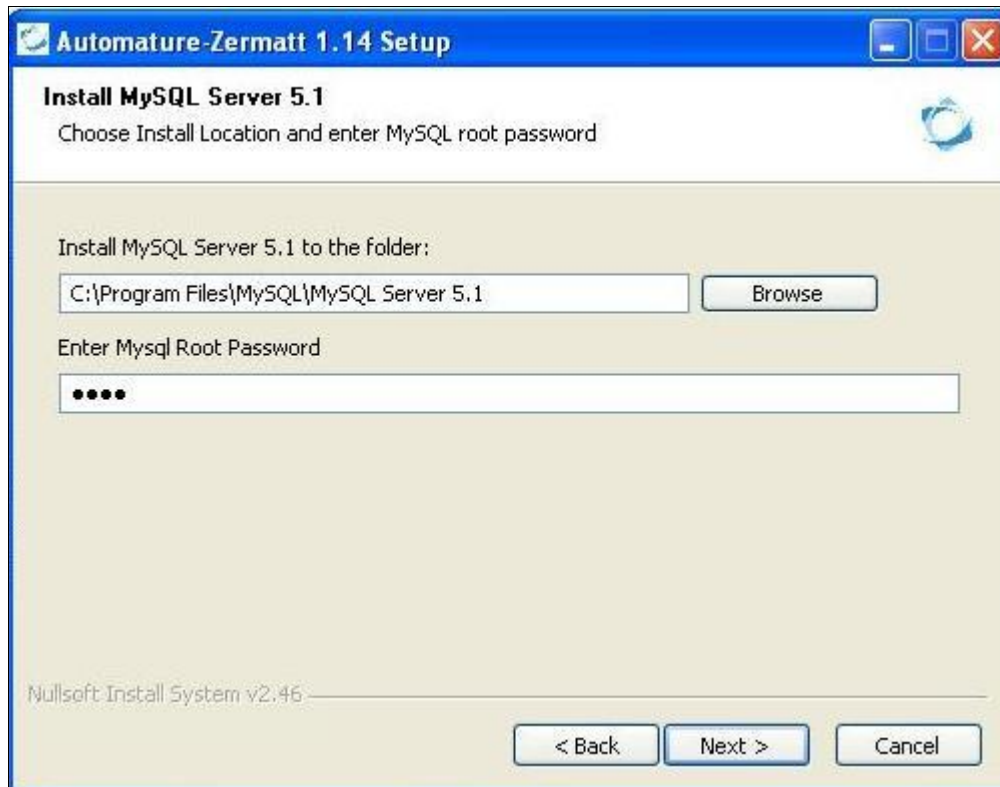 Automature-Zermatt 1.14 Setup
Install MySQL Server 5.1
Choose Install Location and enter MySQL root password
Install MySQL Server 5.1 to the folder:
C:\Program Files\MySQL\MySQL Server 5.1
Browse
Enter Mysql Root Password
••••
Nullsoft Install System v2.46
< Back
Next >
Cancel